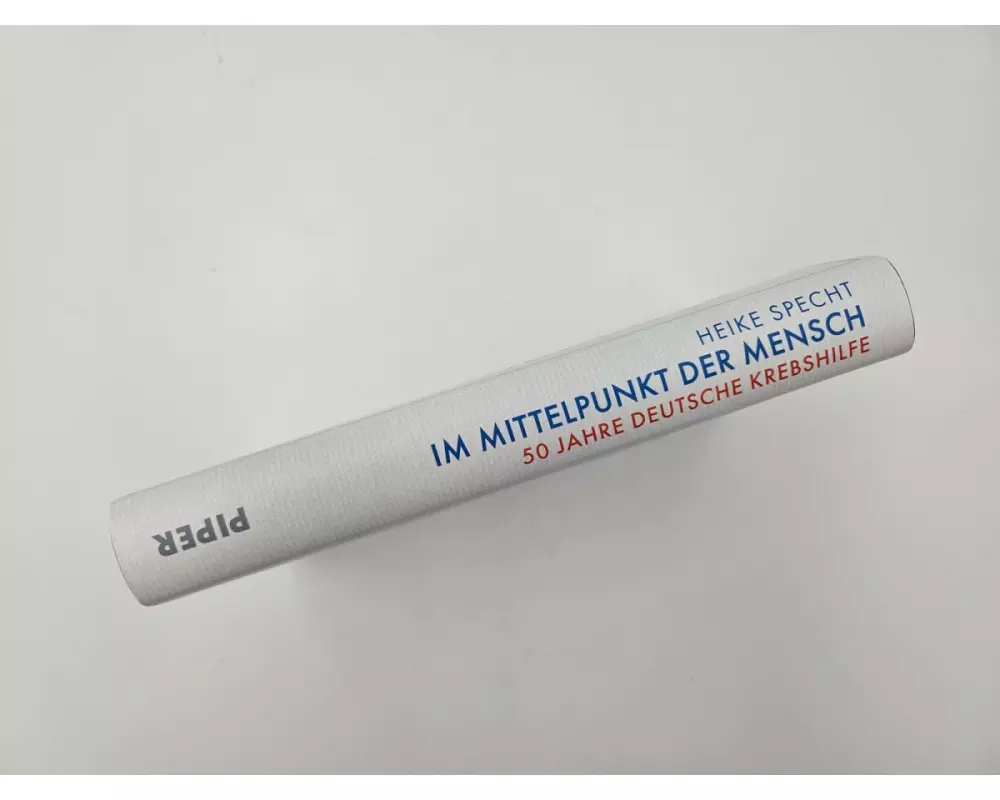 HEIKE SPECHT
IM MITTELPUNKT DER MENSCH
50 JAHRE DEUTSCHE KREBSHILFE
PIPER